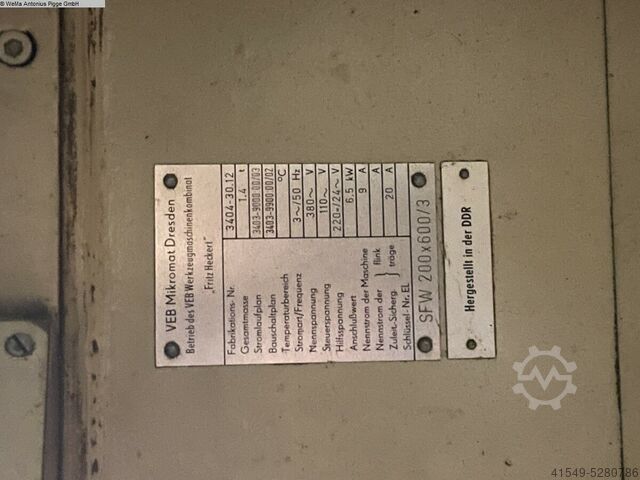 © WeMa Antonius Pigge GmbH
VEB Mikromat Dresden
Betrieb des VEB Werkzeugmaschinenkombinat
„Fritz Heckert"
Fabrikations-Nr. 3404-30.12
Gesamtmasse 1.4 t
Stromlaufplan 3403-9000:00/03
Bauschaltplan 3403-9900:00/02
Temperaturbereich °C
Stromart/Frequenz 3~/50 Hz
Nennspannung 380~ V
Steuerspannung 110~ V
Hilfsspannung 220~/24~ V
Anschlußwert 6.5 kW
Nennstrom der Maschine 9 A
Nennstrom der } flink A
Zuleit.-Sicherg. } träge 20 A
Schlüssel-Nr. EL
SFW 200x600/3
Hergestellt in der DDR
41549-5280786